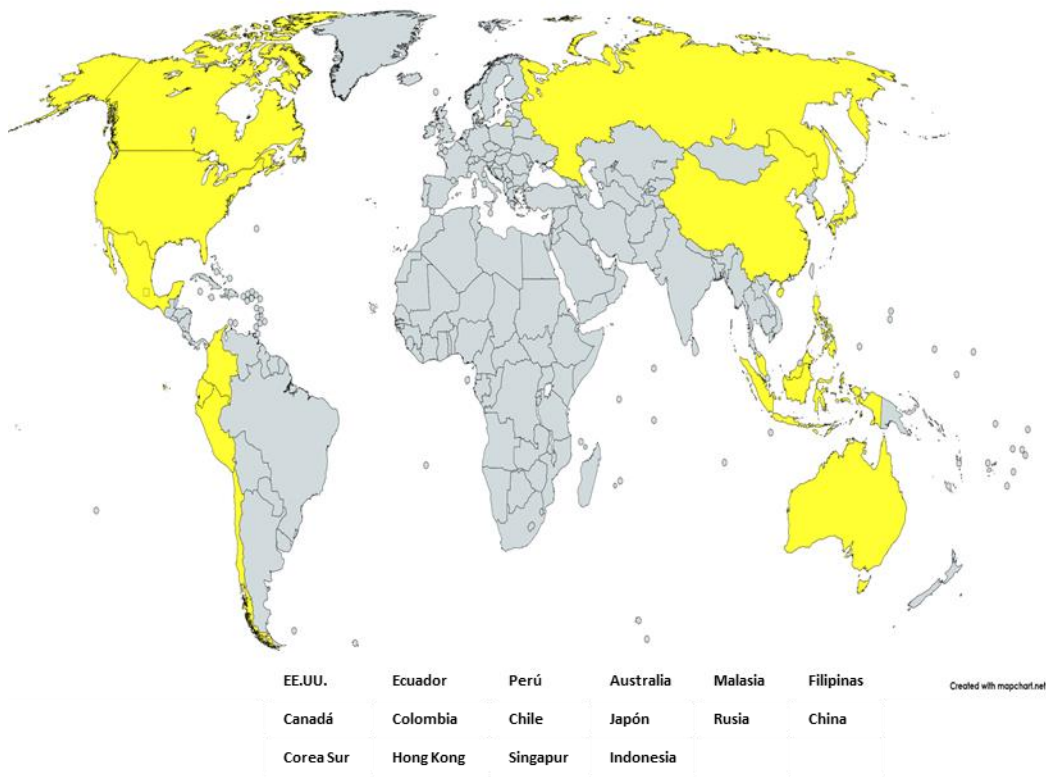 EE.UU. Ecuador Perú Australia Malasia Filipinas
Created with mapchart.net
Canadá Colombia Chile Japón Rusia China
Corea Sur Hong Kong Singapur Indonesia